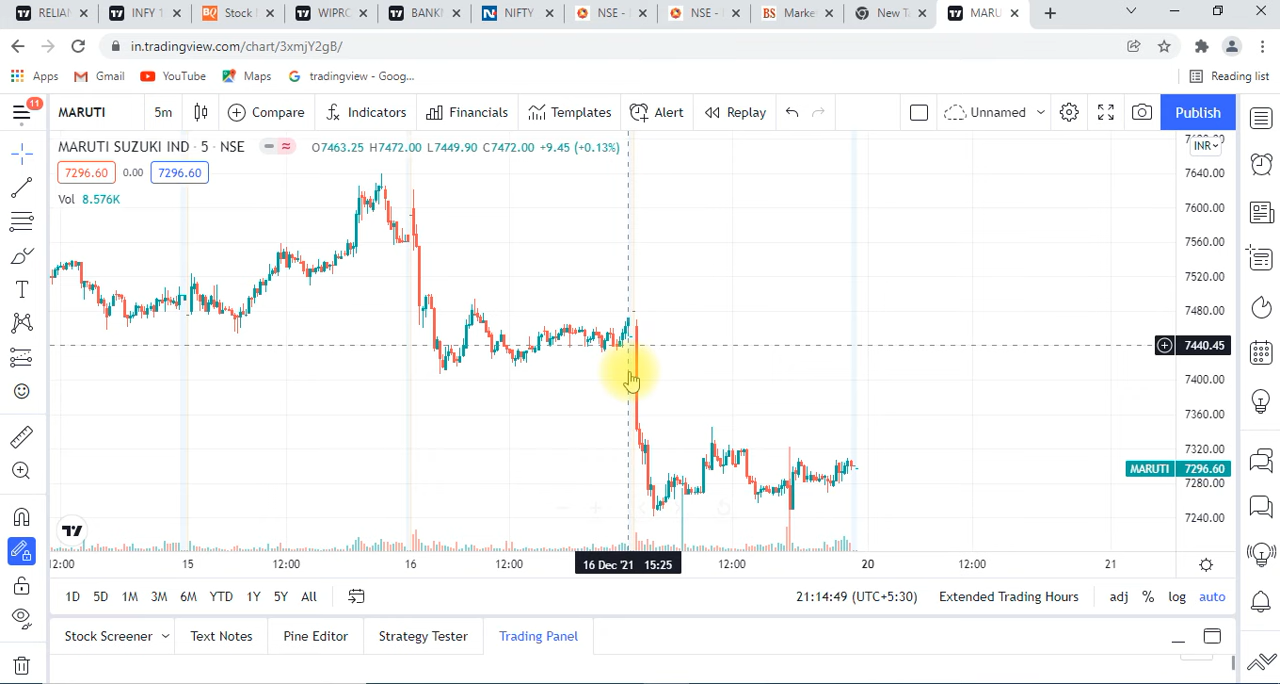 RELIAN
INFY 1
BQ Stock
WIPRO
BANK
N NIFTY
NSE -
NSE -
BS Marke
New T
MARU
in.tradingview.com/chart/3xmjY2gB/
Apps Gmail YouTube Maps tradingview - Goog... Reading list
11
MARUTI 5m Compare Indicators Financials Templates Alert Replay Unnamed Publish
MARUTI SUZUKI IND · 5 · NSE O7463.25 H7472.00 L7449.90 C7472.00 +9.45 (+0.13%)
INR
7296.60 0.00 7296.60
Vol 8.576K
7640.00
7600.00
7560.00
7520.00
7480.00
7440.45
7400.00
7360.00
7320.00
MARUTI 7296.60
7280.00
7240.00
12:00 15 12:00 16 12:00 16 Dec '21 15:25 12:00 20 12:00 21
1D 5D 1M 3M 6M YTD 1Y 5Y All 21:14:49 (UTC+5:30) Extended Trading Hours adj % log auto
Stock Screener Text Notes Pine Editor Strategy Tester Trading Panel